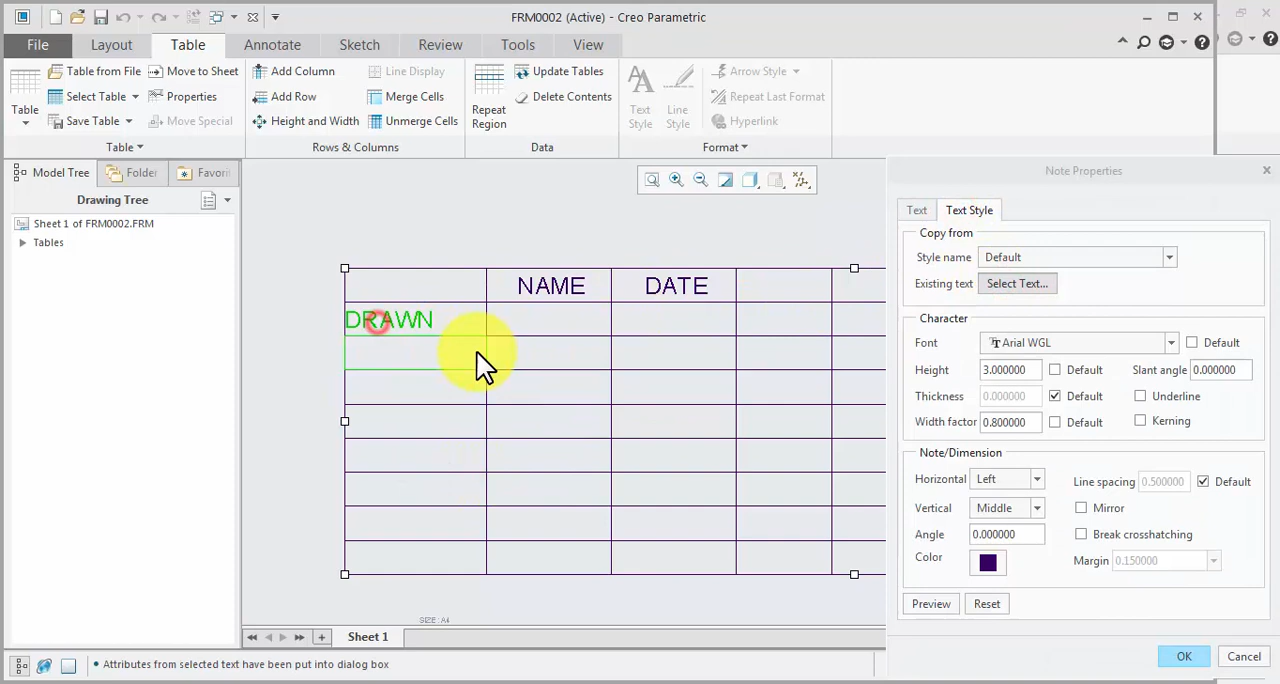 FRM0002 (Active) - Creo Parametric
File Layout Table Annotate Sketch Review Tools View
Table
Table from File
Select Table
Save Table
Move to Sheet
Properties
Move Special
Add Column
Add Row
Height and Width
Line Display
Merge Cells
Unmerge Cells
Repeat
Region
Update Tables
Delete Contents
Text
Style
Line
Style
Arrow Style
Repeat Last Format
Hyperlink
Table Rows & Columns Data Format
Model Tree Folder Favori
Drawing Tree
Sheet 1 of FRM0002.FRM
Tables
NAME DATE
DRAWN
SIZE : A4
Sheet 1
Attributes from selected text have been put into dialog box
Note Properties
Text Text Style
Copy from
Style name Default
Existing text Select Text...
Character
Font Arial WGL Default
Height 3.000000 Default Slant angle 0.000000
Thickness 0.000000 Default Underline
Width factor 0.800000 Default Kerning
Note/Dimension
Horizontal Left Line spacing 0.500000 Default
Vertical Middle Mirror
Angle 0.000000 Break crosshatching
Color Margin 0.150000
Preview Reset
OK Cancel